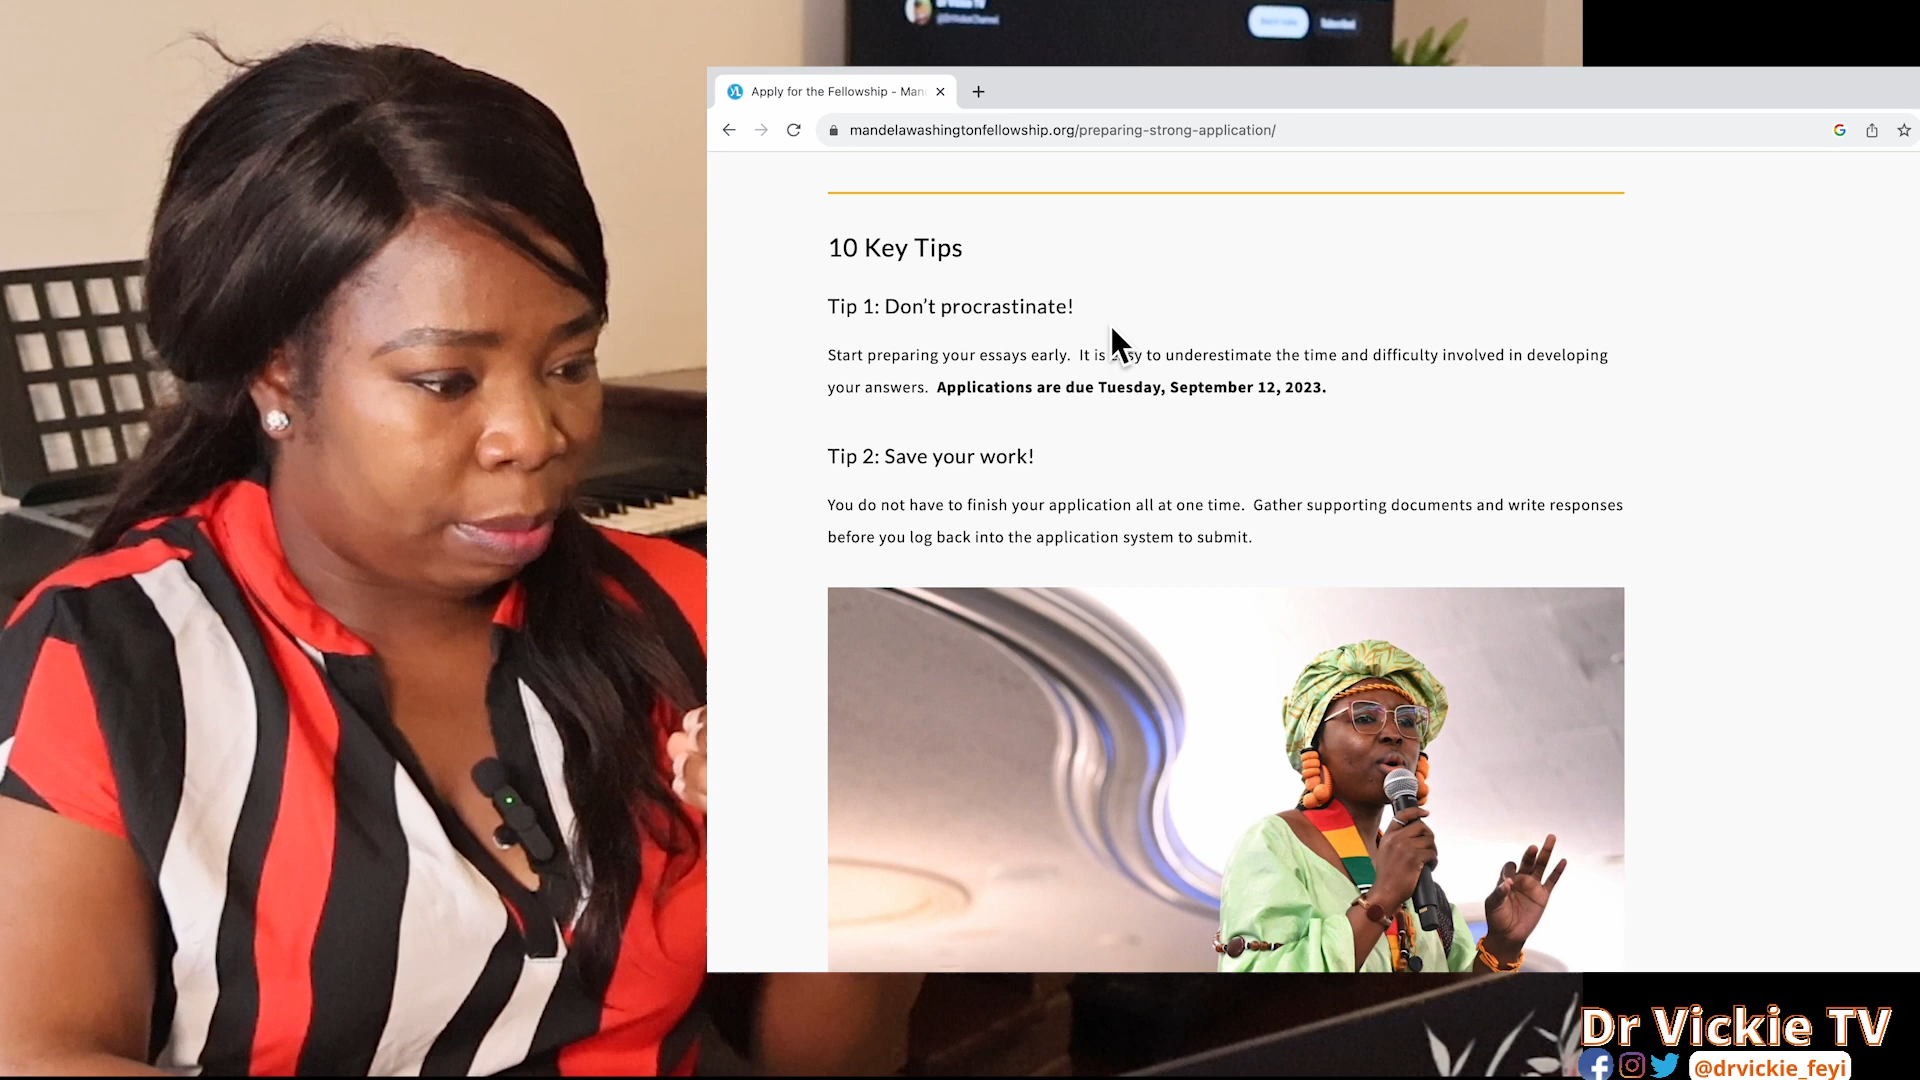 Apply for the Fellowship - Man
mandelawashingtonfellowship.org/preparing-strong-application/
10 Key Tips
Tip 1: Don’t procrastinate!
Start preparing your essays early.  It is easy to underestimate the time and difficulty involved in developing
your answers.  Applications are due Tuesday, September 12, 2023.
Tip 2: Save your work!
You do not have to finish your application all at one time.  Gather supporting documents and write responses
before you log back into the application system to submit.
Dr Vickie TV
@drvickie_feyi